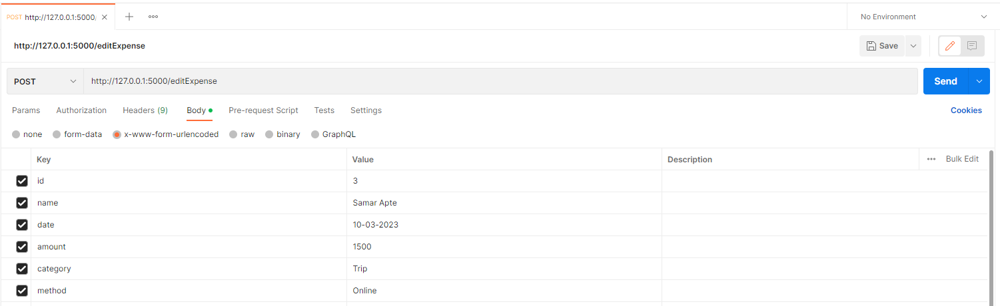 POST http://127.0.0.1:5000/
No Environment
http://127.0.0.1:5000/editExpense
Save
POST http://127.0.0.1:5000/editExpense Send
Params Authorization Headers (9) Body Pre-request Script Tests Settings Cookies
none form-data x-www-form-urlencoded raw binary GraphQL
Key Value Description Bulk Edit
id 3
name Samar Apte
date 10-03-2023
amount 1500
category Trip
method Online